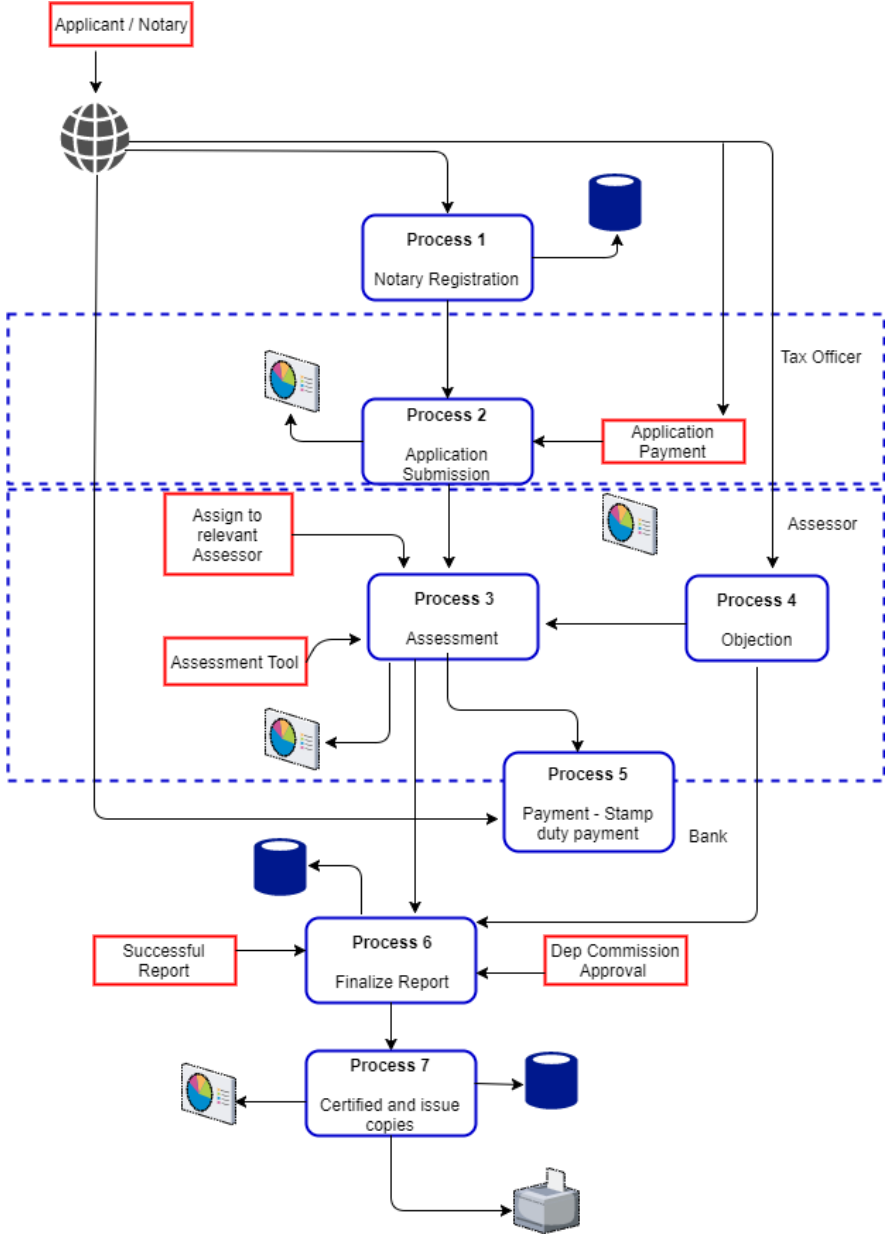 Applicant / Notary
Process 1
Notary Registration
Tax Officer
Process 2
Application
Submission
Application
Payment
Assign to
relevant
Assessor
Assessor
Process 3
Assessment
Process 4
Objection
Assessment Tool
Process 5
Payment - Stamp
duty payment
Bank
Successful
Report
Process 6
Finalize Report
Dep Commission
Approval
Process 7
Certified and issue
copies